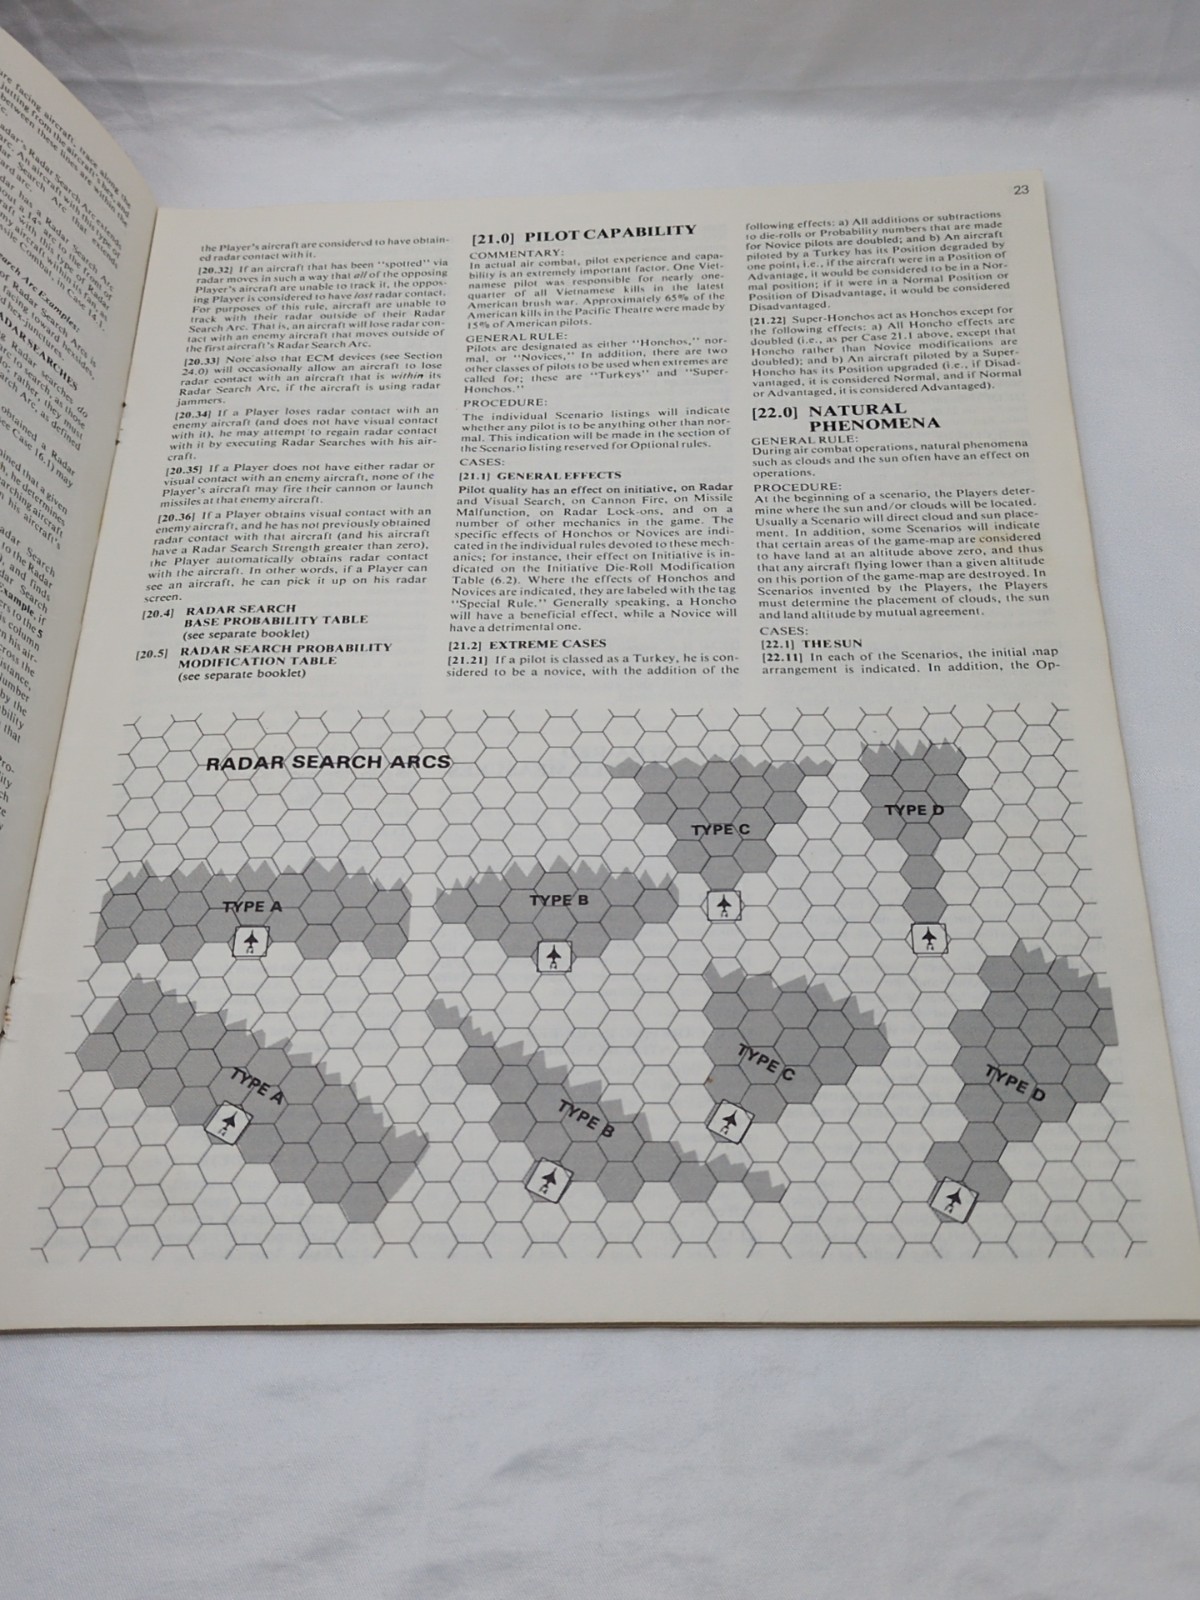 23
the Player's aircraft are considered to have obtain-
ed radar contact with it.
[20.32] If an aircraft that has been "spotted" via
radar moves in such a way that all of the opposing
Player's aircraft are unable to track it, the oppos-
ing Player is considered to have lost radar contact.
For purposes of this rule, aircraft are unable to
track with their radar outside of their Radar
Search Arc. That is, an aircraft will lose radar con-
tact with an enemy aircraft that moves outside of
the first aircraft's Radar Search Arc.
[20.33] Note also that ECM devices (see Section
24.0) will occasionally allow an aircraft to lose
radar contact with an aircraft that is within its
Radar Search Arc, if the aircraft is using radar
jammers.
[20.34] If a Player loses radar contact with an
enemy aircraft (and does not have visual contact
with it), he may attempt to regain radar contact
with it by executing Radar Searches with his air-
craft.
[20.35] If a Player does not have either radar or
visual contact with an enemy aircraft, none of the
Player's aircraft may fire their cannon or launch
missiles at that enemy aircraft.
[20.36] If a Player obtains visual contact with an
enemy aircraft, and he has not previously obtained
radar contact with that aircraft (and his aircraft
have a Radar Search Strength greater than zero),
the Player automatically obtains radar contact
with the aircraft. In other words, if a Player can
see an aircraft, he can pick it up on his radar
screen.
[20.4] RADAR SEARCH
BASE PROBABILITY TABLE
(see separate booklet)
[20.5] RADAR SEARCH PROBABILITY
MODIFICATION TABLE
(see separate booklet)
[21.0] PILOT CAPABILITY
COMMENTARY:
In actual air combat, pilot experience and capa-
bility is an extremely important factor. One Viet-
namese pilot was responsible for nearly one-
quarter of all Vietnamese kills in the latest
American brush war. Approximately 65% of the
American kills in the Pacific Theatre were made by
15% of American pilots.
GENERAL RULE:
Pilots are designated as either "Honchos," nor-
mal, or "Novices." In addition, there are two
other classes of pilots to be used when extremes are
called for; these are "Turkeys" and "Super-
Honchos."
PROCEDURE:
The individual Scenario listings will indicate
whether any pilot is to be anything other than nor-
mal. This indication will be made in the section of
the Scenario listing reserved for Optional rules.
CASES:
[21.1] GENERAL EFFECTS
Pilot quality has an effect on initiative, on Radar
and Visual Search, on Cannon Fire, on Missile
Malfunction, on Radar Lock-ons, and on a
number of other mechanics in the game. The
specific effects of Honchos or Novices are indi-
cated in the individual rules devoted to these mech-
anics; for instance, their effect on Initiative is in-
dicated on the Initiative Die-Roll Modification
Table (6.2). Where the effects of Honchos and
Novices are indicated, they are labeled with the tag
"Special Rule." Generally speaking, a Honcho
will have a beneficial effect, while a Novice will
have a detrimental one.
[21.2] EXTREME CASES
[21.21] If a pilot is classed as a Turkey, he is con-
sidered to be a novice, with the addition of the
following effects: a) All additions or subtractions
to die-rolls or Probability numbers that are made
for Novice pilots are doubled; and b) An aircraft
piloted by a Turkey has its Position degraded by
one point, i.e., if the aircraft were in a Position of
Advantage, it would be considered to be in a Nor-
mal position; if it were in a Normal Position or
Position of Disadvantage, it would be considered
Disadvantaged.
[21.22] Super-Honchos act as Honchos except for
the following effects: a) All Honcho effects are
doubled (i.e., as per Case 21.1 above, except that
Honcho rather than Novice modifications are
doubled); and b) An aircraft piloted by a Super-
Honcho has its Position upgraded (i.e., if Disad-
vantaged, it is considered Normal, and if Normal
or Advantaged, it is considered Advantaged).
[22.0] NATURAL
PHENOMENA
GENERAL RULE:
During air combat operations, natural phenomena
such as clouds and the sun often have an effect on
operations.
PROCEDURE:
At the beginning of a scenario, the Players deter-
mine where the sun and/or clouds will be located.
Usually a Scenario will direct cloud and sun place-
ment. In addition, some Scenarios will indicate
that certain areas of the game-map are considered
to have land at an altitude above zero, and thus
that any aircraft flying lower than a given altitude
on this portion of the game-map are destroyed. In
Scenarios invented by the Players, the Players
must determine the placement of clouds, the sun
and land altitude by mutual agreement.
CASES:
[22.1] THE SUN
[22.11] In each of the Scenarios, the initial map
arrangement is indicated. In addition, the Op-
RADAR SEARCH ARCS
TYPE C
TYPE D
TYPE A
TYPE B
TYPE A
TYPE B
TYPE C
TYPE D